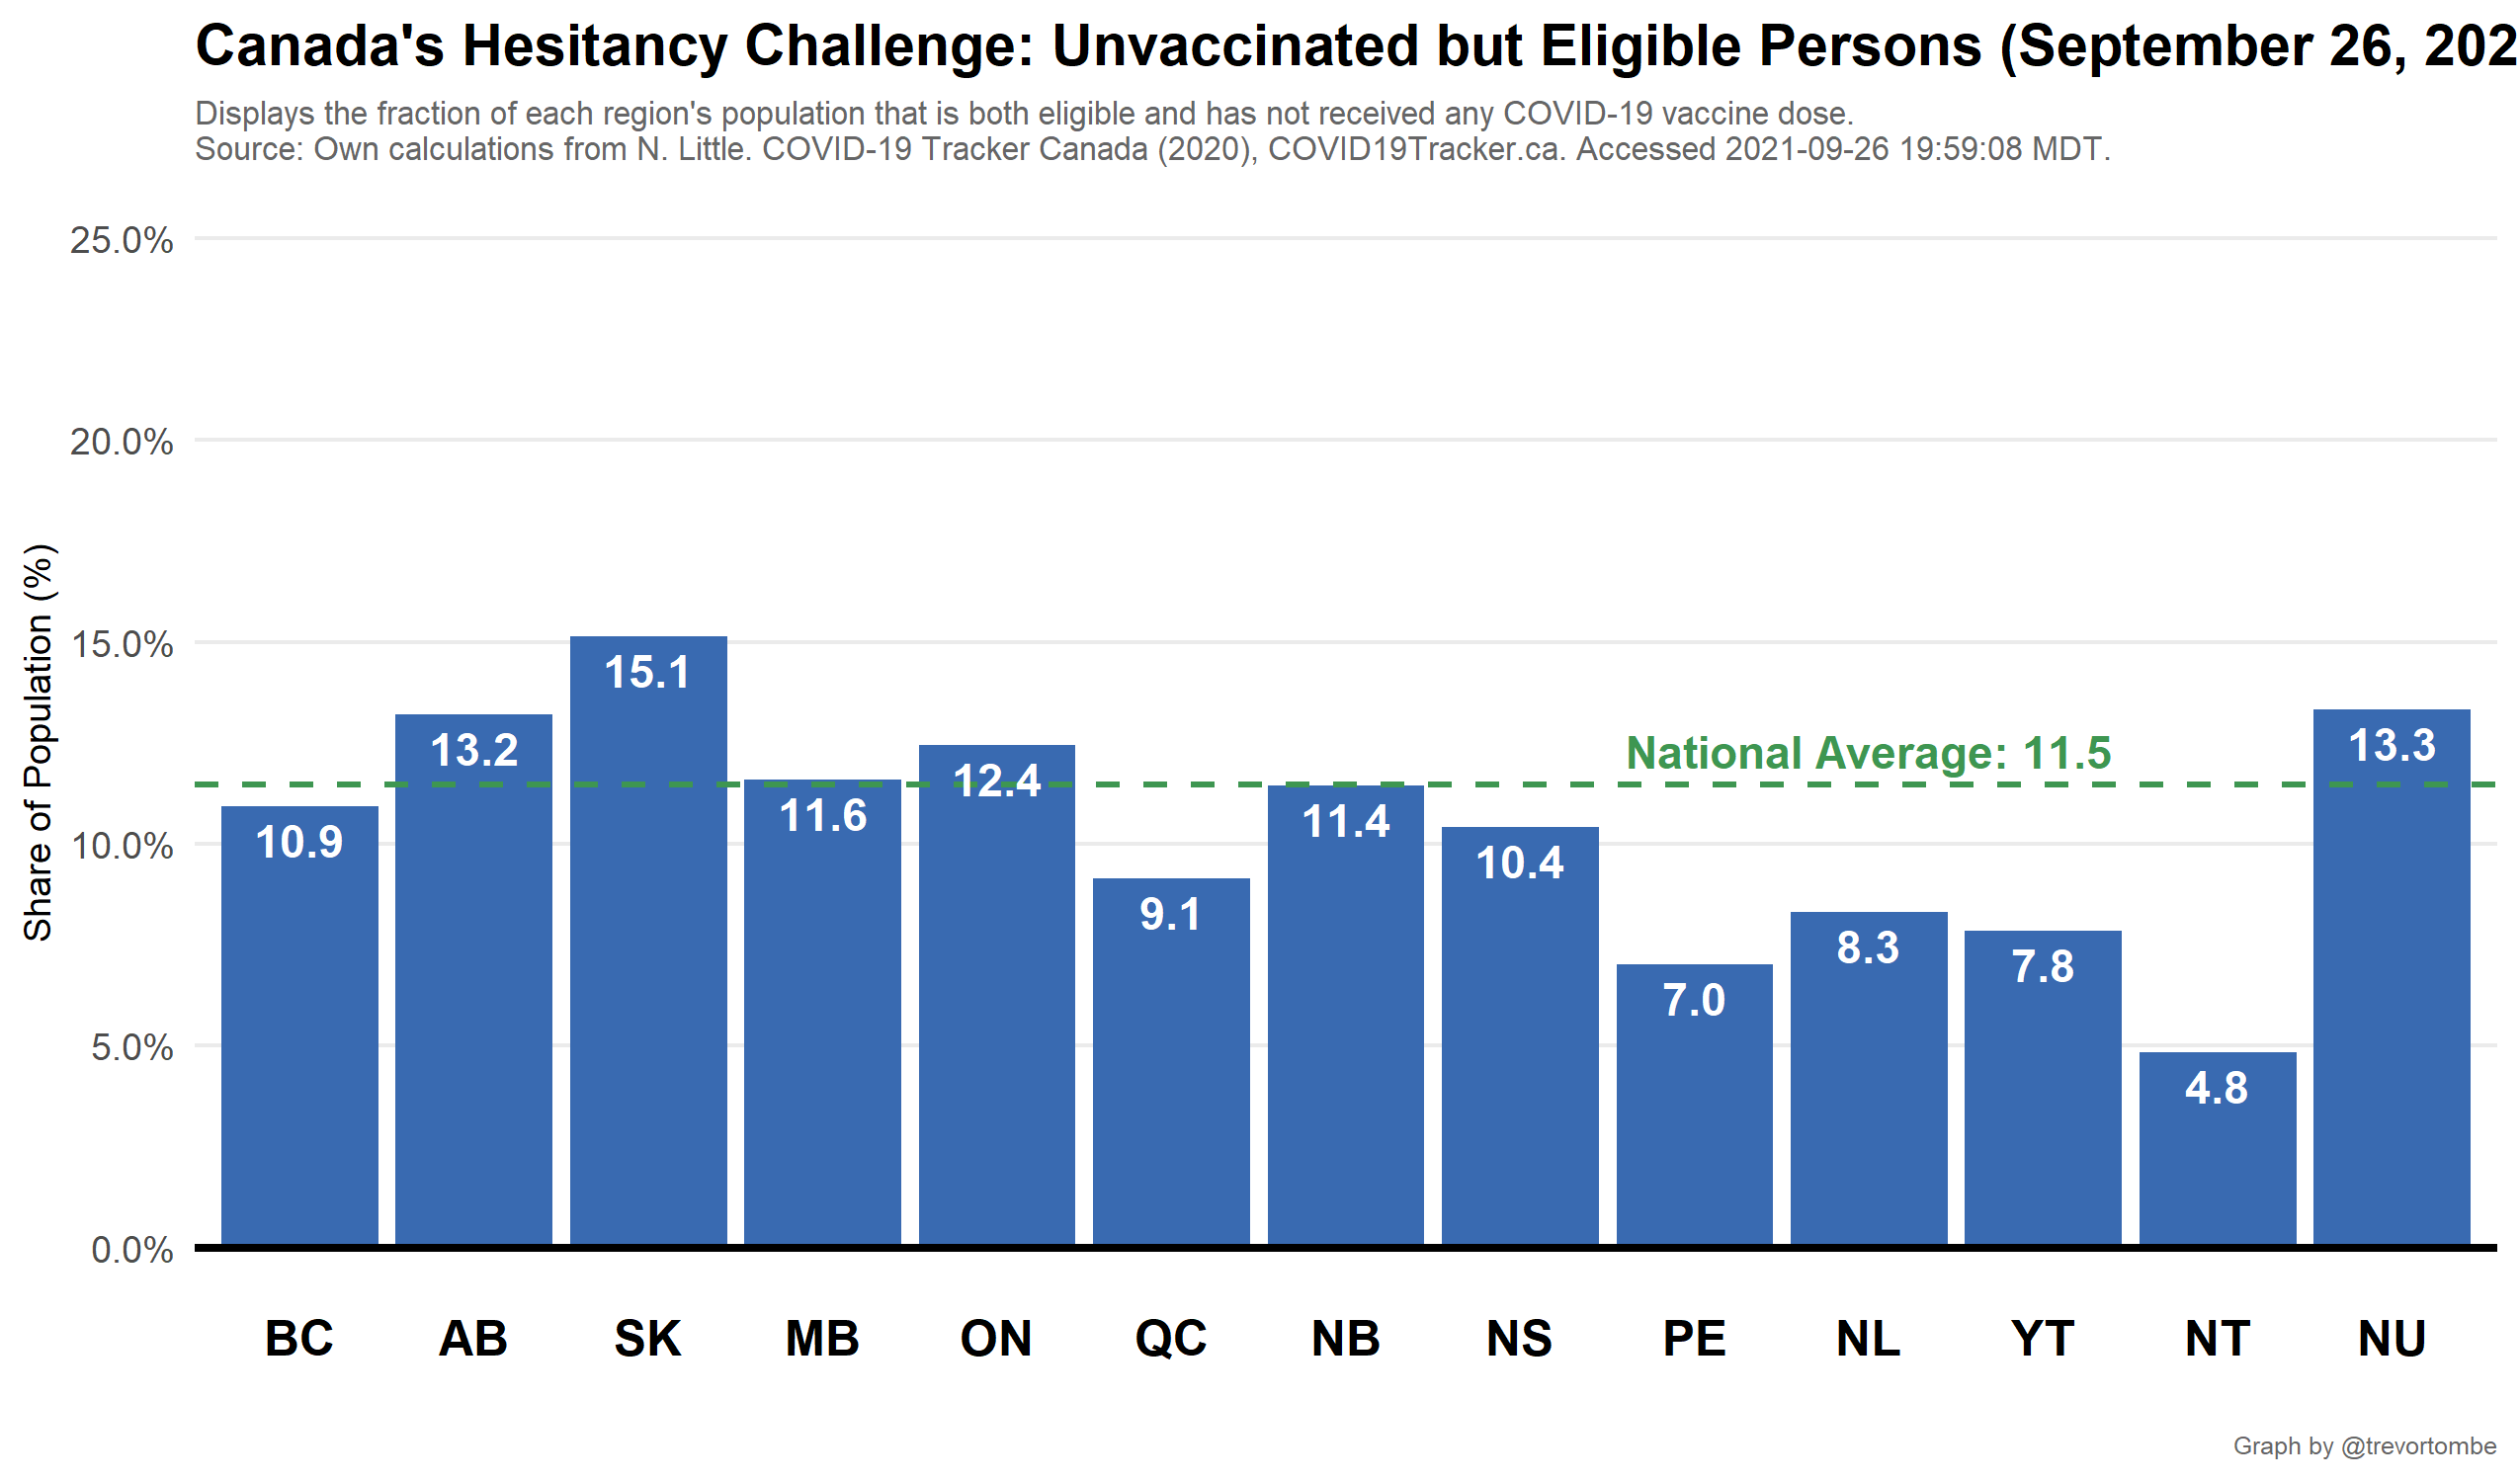 Canada's Hesitancy Challenge: Unvaccinated but Eligible Persons (September 26, 202
Displays the fraction of each region's population that is both eligible and has not received any COVID-19 vaccine dose.
Source: Own calculations from N. Little. COVID-19 Tracker Canada (2020), COVID19Tracker.ca. Accessed 2021-09-26 19:59:08 MDT.
Share of Population (%)
25.0%
20.0%
15.0%
10.0%
5.0%
0.0%
National Average: 11.5
10.9
13.2
15.1
11.6
12.4
9.1
11.4
10.4
7.0
8.3
7.8
4.8
13.3
BC AB SK MB ON QC NB NS PE NL YT NT NU
Graph by @trevortombe